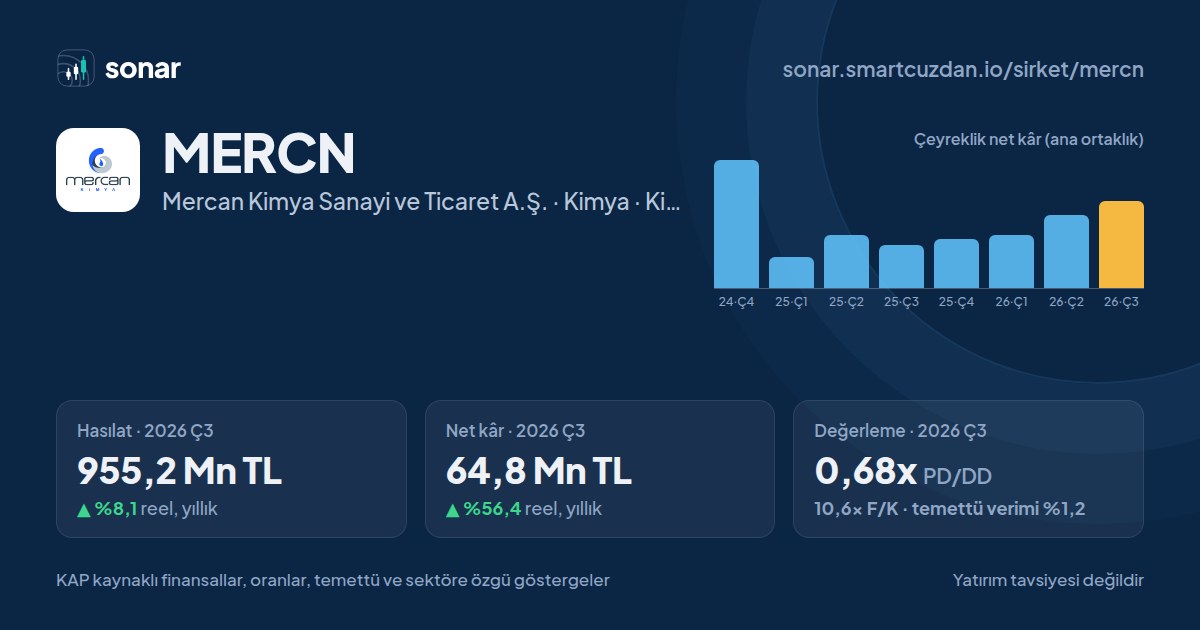 sonar
sonar.smartcuzdan.io/sirket/mercn
mercan
KIMYA
MERCN
Mercan Kimya Sanayi ve Ticaret A.Ş. · Kimya · Ki...
Çeyreklik net kâr (ana ortaklık)
24·Ç4 25·Ç1 25·Ç2 25·Ç3 25·Ç4 26·Ç1 26·Ç2 26·Ç3
Hasılat · 2026 Ç3
955,2 Mn TL
▲ %8,1 reel, yıllık
Net kâr · 2026 Ç3
64,8 Mn TL
▲ %56,4 reel, yıllık
Değerleme · 2026 Ç3
0,68x PD/DD
10,6x F/K · temettü verimi %1,2
KAP kaynaklı finansallar, oranlar, temettü ve sektöre özgü göstergeler
Yatırım tavsiyesi değildir